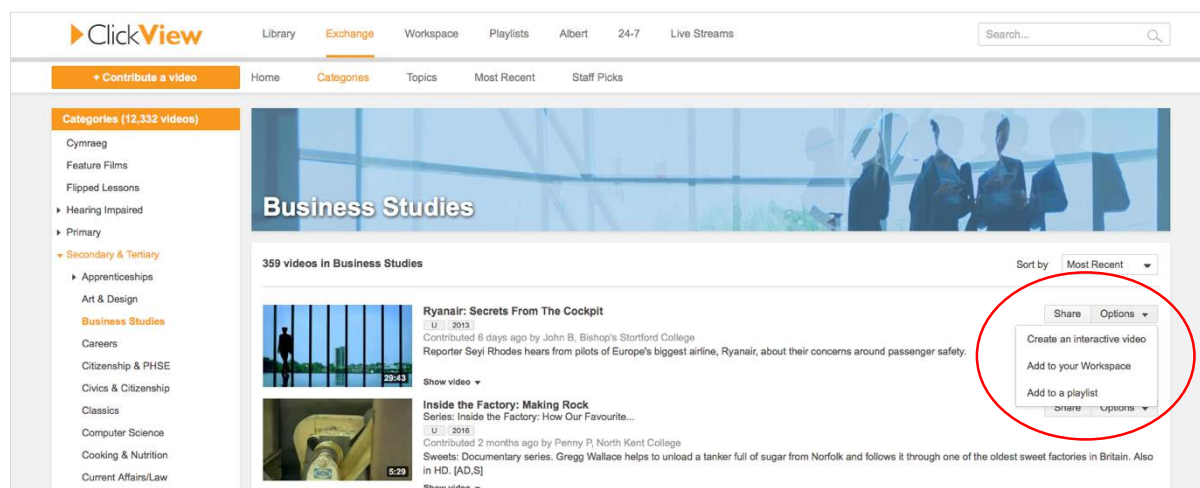 ClickView
Library Exchange Workspace Playlists Albert 24-7 Live Streams
Search...
+ Contribute a video
Home Categories Topics Most Recent Staff Picks
Categories (12,332 videos)
Cymraeg
Feature Films
Flipped Lessons
Hearing Impaired
Primary
Secondary & Tertiary
Apprenticeships
Art & Design
Business Studies
Careers
Citizenship & PHSE
Civics & Citizenship
Classics
Computer Science
Cooking & Nutrition
Current Affairs/Law
Business Studies
359 videos in Business Studies
Sort by Most Recent
Ryanair: Secrets From The Cockpit
U 2013
Contributed 6 days ago by John B, Bishop's Stortford College
Reporter Seyi Rhodes hears from pilots of Europe's biggest airline, Ryanair, about their concerns around passenger safety.
29:43
Show video
Share Options
Create an interactive video
Add to your Workspace
Add to a playlist
Inside the Factory: Making Rock
Series: Inside the Factory: How Our Favourite...
U 2016
Contributed 2 months ago by Penny P, North Kent College
Sweets: Documentary series. Gregg Wallace helps to unload a tanker full of sugar from Norfolk and follows it through one of the oldest sweet factories in Britain. Also
in HD. [AD,S]
5:29
Show video
Share Options